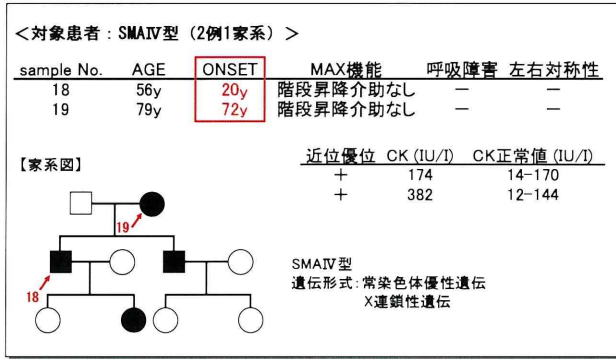 ＜対象患者：SMAⅣ型（2例1家系）＞
sample No. AGE ONSET MAX機能 呼吸障害 左右対称性
18 56y 20y 階段昇降介助なし － －
19 79y 72y 階段昇降介助なし － －
近位優位 CK (IU/l) CK正常値 (IU/l)
＋ 174 14-170
＋ 382 12-144
【家系図】
19
18
SMAⅣ型
遺伝形式：常染色体優性遺伝
X連鎖性遺伝